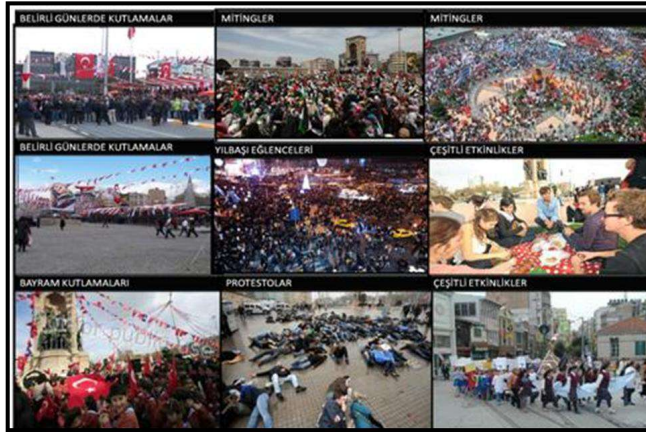 BELİRLİ GÜNLERDE KUTLAMALAR
MİTİNGLER
MİTİNGLER
BELİRLİ GÜNLERDE KUTLAMALAR
YILBAŞI EĞLENCELERİ
ÇEŞİTLİ ETKİNLİKLER
BAYRAM KUTLAMALARI
PROTESTOLAR
ÇEŞİTLİ ETKİNLİKLER